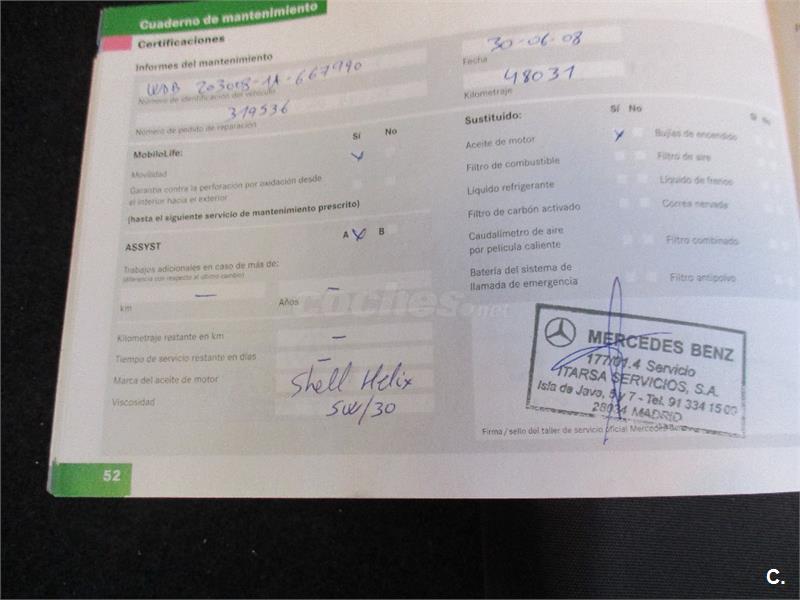 Cuaderno de mantenimiento
Certificaciones
Informes del mantenimiento
WDB 203008-1A-667990
Número de identificación del vehículo
319536
Número de pedido de reparación
Sí No
MobiloLife:
Movilidad
Garantía contra la perforación por oxidación desde
el interior hacia el exterior
(hasta el siguiente servicio de mantenimiento prescrito)
ASSYST
A B
Trabajos adicionales en caso de más de:
(diferencia con respecto al último cambio)
km — Años —
Kilometraje restante en km —
Tiempo de servicio restante en días —
Marca del aceite de motor Shell Helix
Viscosidad 5W/30
52
30-06-08
Fecha
48031
Kilometraje
Sustituido: Sí No Sí No
Aceite de motor Bujías de encendido
Filtro de combustible Filtro de aire
Líquido refrigerante Líquido de frenos
Filtro de carbón activado Correa nervada
Caudalímetro de aire
por película caliente Filtro combinado
Batería del sistema de
llamada de emergencia Filtro antipolvo
MERCEDES BENZ
177/01.4 Servicio
ITARSA SERVICIOS, S.A.
Isla de Java, 5 y 7 - Tel. 91 334 15 00
28034 MADRID
Firma / sello del taller de servicio oficial Mercedes-Benz
coches.net
C.